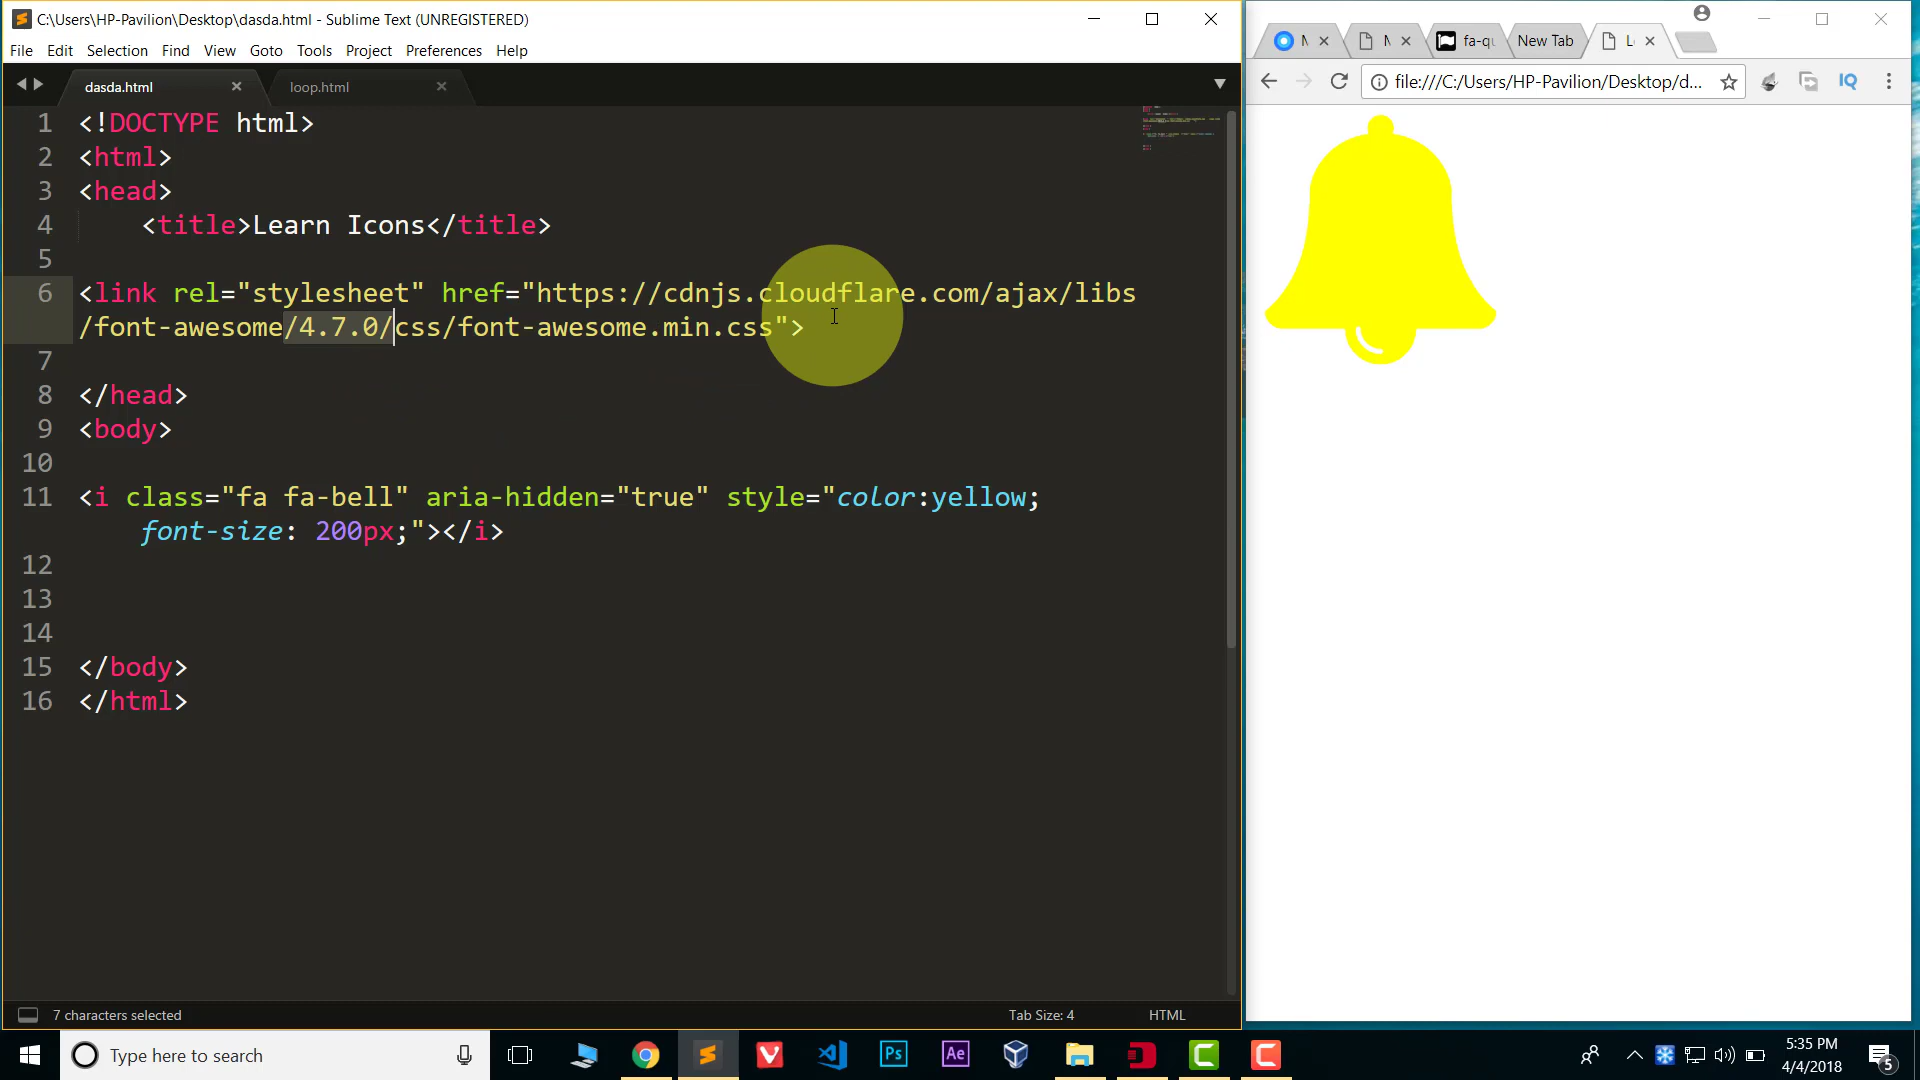 C:\Users\HP-Pavilion\Desktop\dasda.html - Sublime Text (UNREGISTERED)
File Edit Selection Find View Goto Tools Project Preferences Help
dasda.html
loop.html
1 <!DOCTYPE html>
2 <html>
3 <head>
4 <title>Learn Icons</title>
5
6 <link rel="stylesheet" href="https://cdnjs.cloudflare.com/ajax/libs
/font-awesome/4.7.0/css/font-awesome.min.css">
7
8 </head>
9 <body>
10
11 <i class="fa fa-bell" aria-hidden="true" style="color:yellow;
font-size: 200px;"></i>
12
13
14
15 </body>
16 </html>
7 characters selected
Tab Size: 4
HTML
fa-qu
New Tab
file:///C:/Users/HP-Pavilion/Desktop/d...
IQ
Type here to search
Ps
Ae
5:35 PM
4/4/2018
5